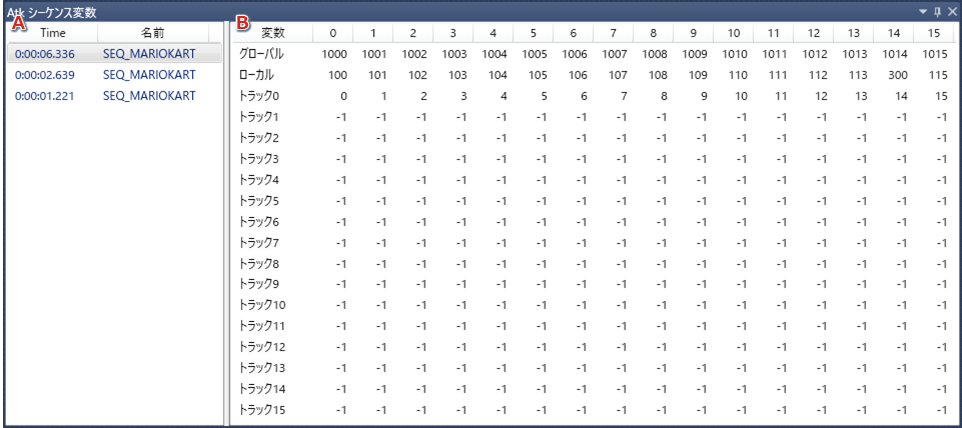 Atk シーケンス変数
A
B
Time 名前
0:00:06.336 SEQ_MARIOKART
0:00:02.639 SEQ_MARIOKART
0:00:01.221 SEQ_MARIOKART
変数 0 1 2 3 4 5 6 7 8 9 10 11 12 13 14 15
グローバル 1000 1001 1002 1003 1004 1005 1006 1007 1008 1009 1010 1011 1012 1013 1014 1015
ローカル 100 101 102 103 104 105 106 107 108 109 110 111 112 113 300 115
トラック0 0 1 2 3 4 5 6 7 8 9 10 11 12 13 14 15
トラック1 -1 -1 -1 -1 -1 -1 -1 -1 -1 -1 -1 -1 -1 -1 -1 -1
トラック2 -1 -1 -1 -1 -1 -1 -1 -1 -1 -1 -1 -1 -1 -1 -1 -1
トラック3 -1 -1 -1 -1 -1 -1 -1 -1 -1 -1 -1 -1 -1 -1 -1 -1
トラック4 -1 -1 -1 -1 -1 -1 -1 -1 -1 -1 -1 -1 -1 -1 -1 -1
トラック5 -1 -1 -1 -1 -1 -1 -1 -1 -1 -1 -1 -1 -1 -1 -1 -1
トラック6 -1 -1 -1 -1 -1 -1 -1 -1 -1 -1 -1 -1 -1 -1 -1 -1
トラック7 -1 -1 -1 -1 -1 -1 -1 -1 -1 -1 -1 -1 -1 -1 -1 -1
トラック8 -1 -1 -1 -1 -1 -1 -1 -1 -1 -1 -1 -1 -1 -1 -1 -1
トラック9 -1 -1 -1 -1 -1 -1 -1 -1 -1 -1 -1 -1 -1 -1 -1 -1
トラック10 -1 -1 -1 -1 -1 -1 -1 -1 -1 -1 -1 -1 -1 -1 -1 -1
トラック11 -1 -1 -1 -1 -1 -1 -1 -1 -1 -1 -1 -1 -1 -1 -1 -1
トラック12 -1 -1 -1 -1 -1 -1 -1 -1 -1 -1 -1 -1 -1 -1 -1 -1
トラック13 -1 -1 -1 -1 -1 -1 -1 -1 -1 -1 -1 -1 -1 -1 -1 -1
トラック14 -1 -1 -1 -1 -1 -1 -1 -1 -1 -1 -1 -1 -1 -1 -1 -1
トラック15 -1 -1 -1 -1 -1 -1 -1 -1 -1 -1 -1 -1 -1 -1 -1 -1